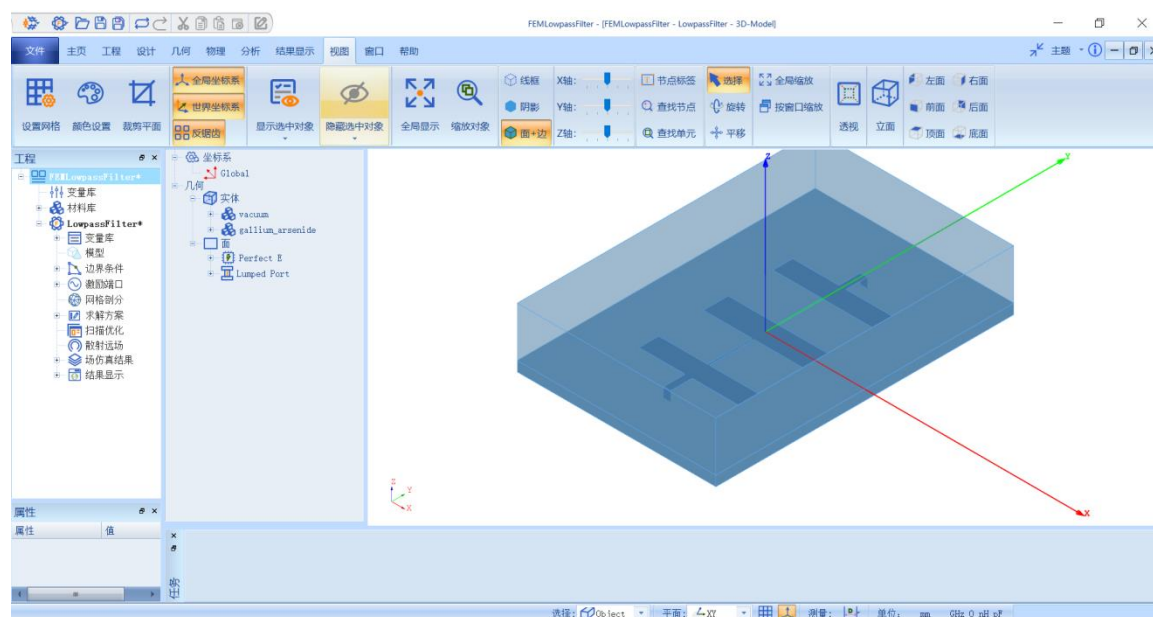 FEMLowpassFilter - [FEMLowpassFilter - LowpassFilter - 3D-Model]
文件 主页 工程 设计 几何 物理 分析 结果显示 视图 窗口 帮助 主题
全局坐标系 线框 X轴: 节点标签 选择 全局缩放 左面 右面
世界坐标系 阴影 Y轴: 查找节点 旋转 按窗口缩放 前面 后面
设置网格 颜色设置 裁剪平面 反锯齿 显示选中对象 隐藏选中对象 全局显示 缩放对象 面+边 Z轴: 查找单元 平移 透视 立面 顶面 底面
工程
FEMLowpassFilter*
变量库
材料库
LowpassFilter*
变量库
模型
边界条件
激励端口
网格剖分
求解方案
扫描优化
散射远场
场仿真结果
结果显示
坐标系
Global
几何
实体
vacuum
gallium_arsenide
面
Perfect E
Lumped Port
Z
Y
X
Z
Y
X
属性
属性 值
任务
选择: Object 平面: XY 测量: 单位: mm GHz O nH pF